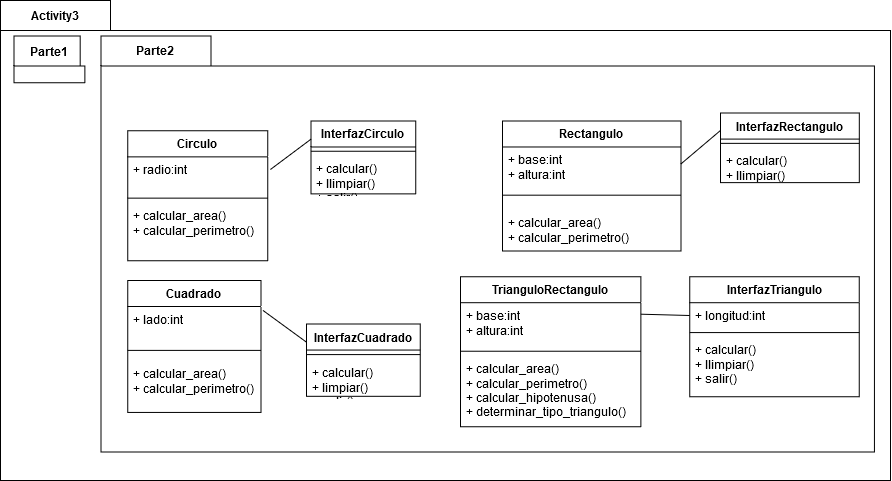 Activity3
Parte1
Parte2
Circulo
+ radio:int
+ calcular_area()
+ calcular_perimetro()
InterfazCirculo
+ calcular()
+ llimpiar()
Rectangulo
+ base:int
+ altura:int
+ calcular_area()
+ calcular_perimetro()
InterfazRectangulo
+ calcular()
+ llimpiar()
Cuadrado
+ lado:int
+ calcular_area()
+ calcular_perimetro()
InterfazCuadrado
+ calcular()
+ limpiar()
TrianguloRectangulo
+ base:int
+ altura:int
+ calcular_area()
+ calcular_perimetro()
+ calcular_hipotenusa()
+ determinar_tipo_triangulo()
InterfazTriangulo
+ longitud:int
+ calcular()
+ llimpiar()
+ salir()